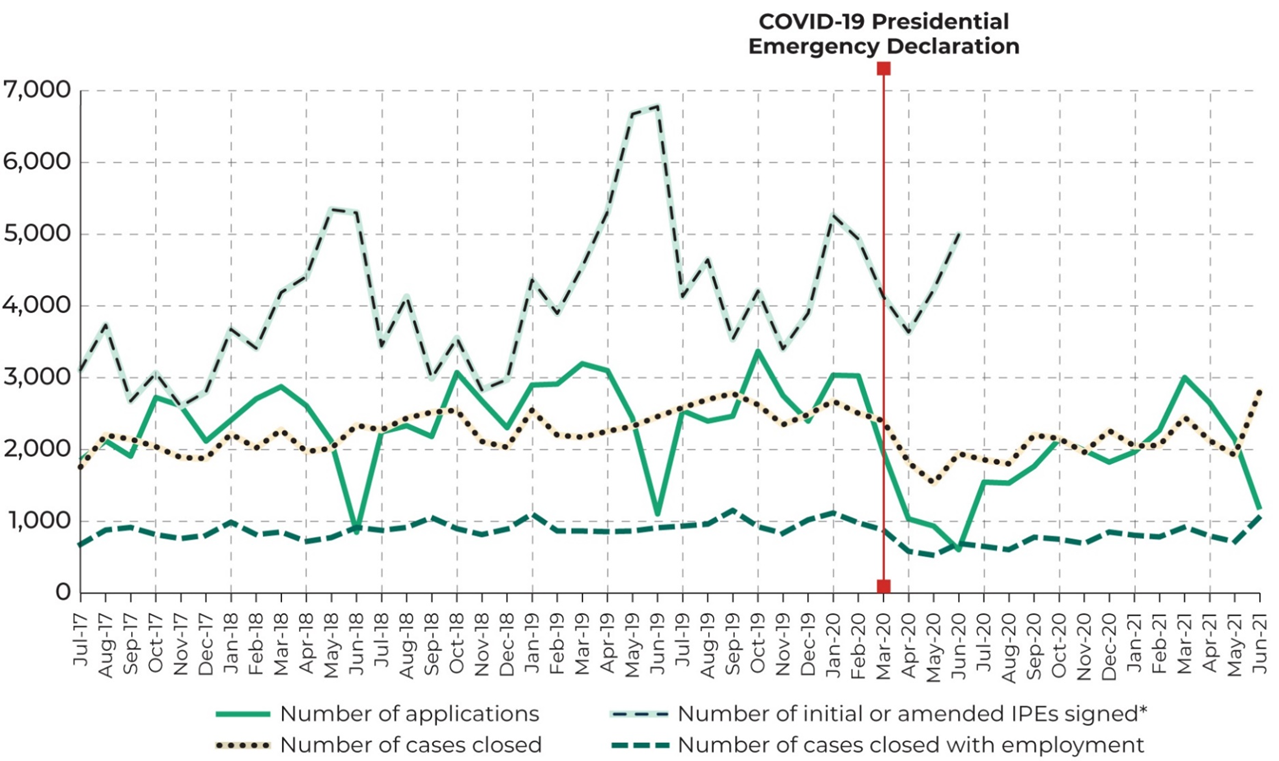 COVID-19 Presidential
Emergency Declaration
7,000
6,000
5,000
4,000
3,000
2,000
1,000
0
Jul-17
Aug-17
Sep-17
Oct-17
Nov-17
Dec-17
Jan-18
Feb-18
Mar-18
Apr-18
May-18
Jun-18
Jul-18
Aug-18
Sep-18
Oct-18
Nov-18
Dec-18
Jan-19
Feb-19
Mar-19
Apr-19
May-19
Jun-19
Jul-19
Aug-19
Sep-19
Oct-19
Nov-19
Dec-19
Jan-20
Feb-20
Mar-20
Apr-20
May-20
Jun-20
Jul-20
Aug-20
Sep-20
Oct-20
Nov-20
Dec-20
Jan-21
Feb-21
Mar-21
Apr-21
May-21
Jun-21
Number of applications
Number of initial or amended IPEs signed*
Number of cases closed
Number of cases closed with employment